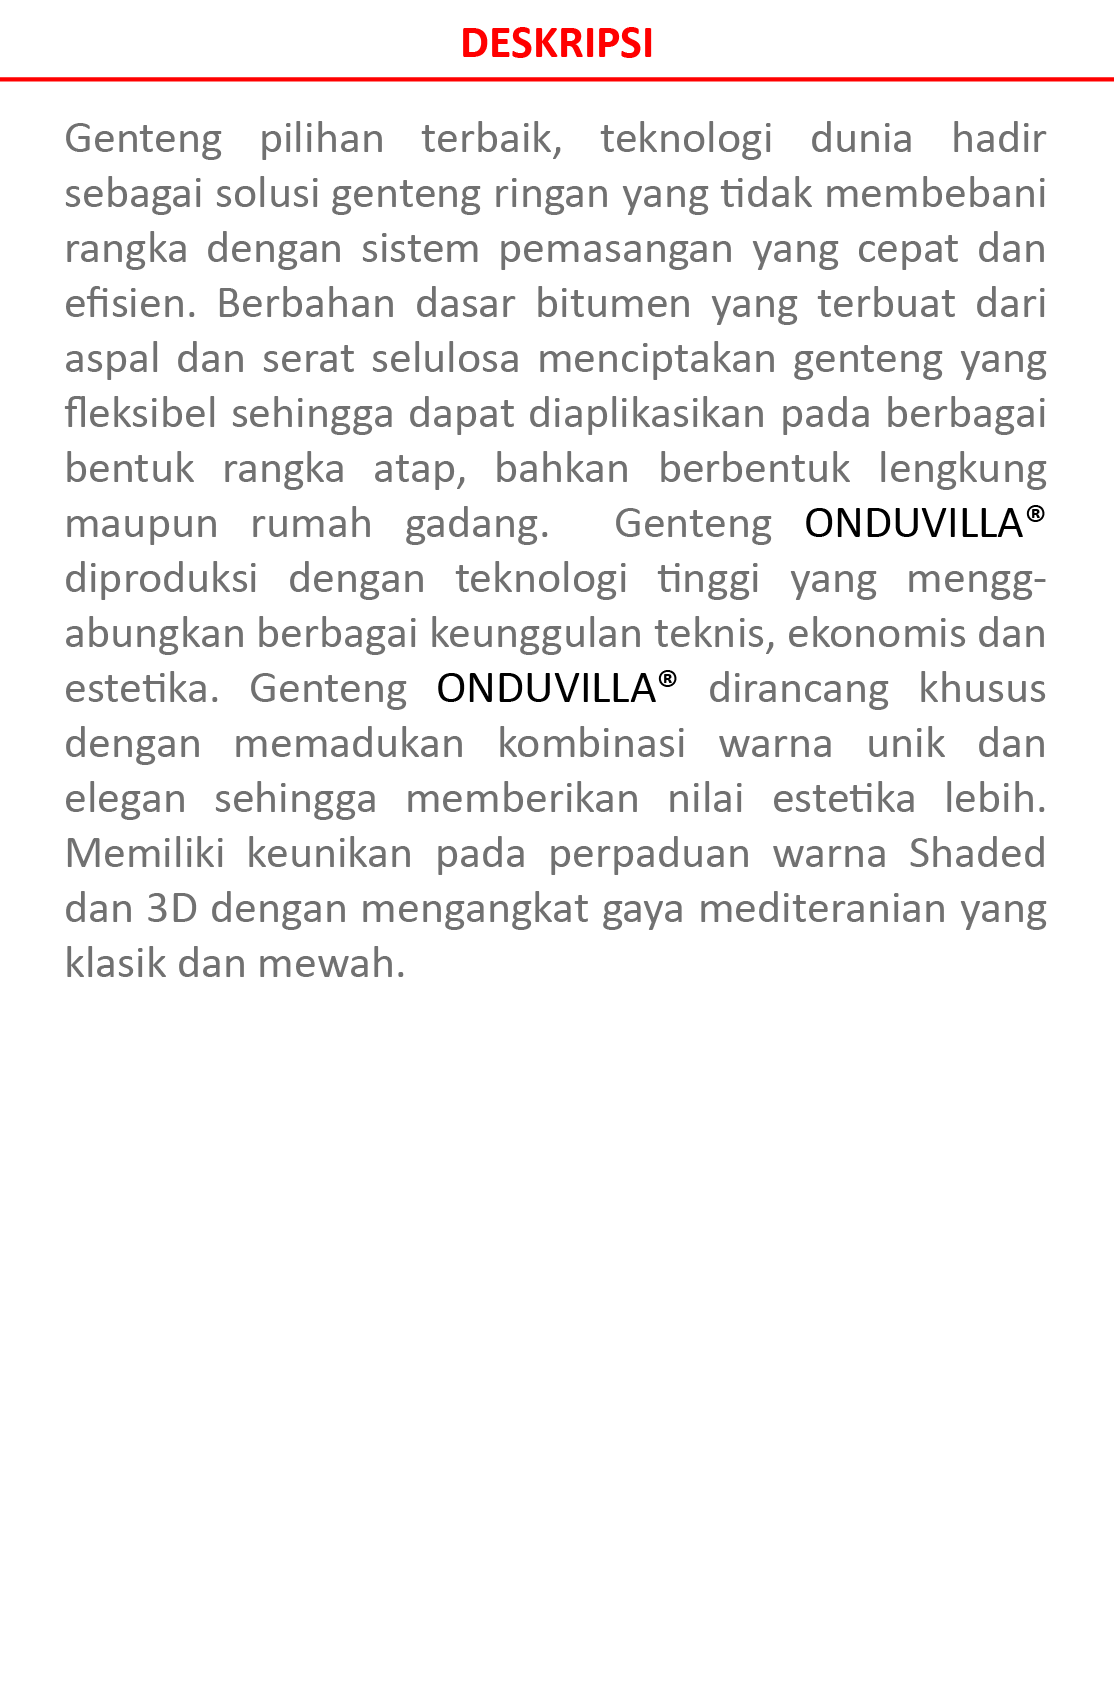 DESKRIPSI
Genteng pilihan terbaik, teknologi dunia hadir
sebagai solusi genteng ringan yang tidak membebani
rangka dengan sistem pemasangan yang cepat dan
efisien. Berbahan dasar bitumen yang terbuat dari
aspal dan serat selulosa menciptakan genteng yang
fleksibel sehingga dapat diaplikasikan pada berbagai
bentuk rangka atap, bahkan berbentuk lengkung
maupun rumah gadang. Genteng ONDUVILLA®
diproduksi dengan teknologi tinggi yang mengg-
abungkan berbagai keunggulan teknis, ekonomis dan
estetika. Genteng ONDUVILLA® dirancang khusus
dengan memadukan kombinasi warna unik dan
elegan sehingga memberikan nilai estetika lebih.
Memiliki keunikan pada perpaduan warna Shaded
dan 3D dengan mengangkat gaya mediteranian yang
klasik dan mewah.